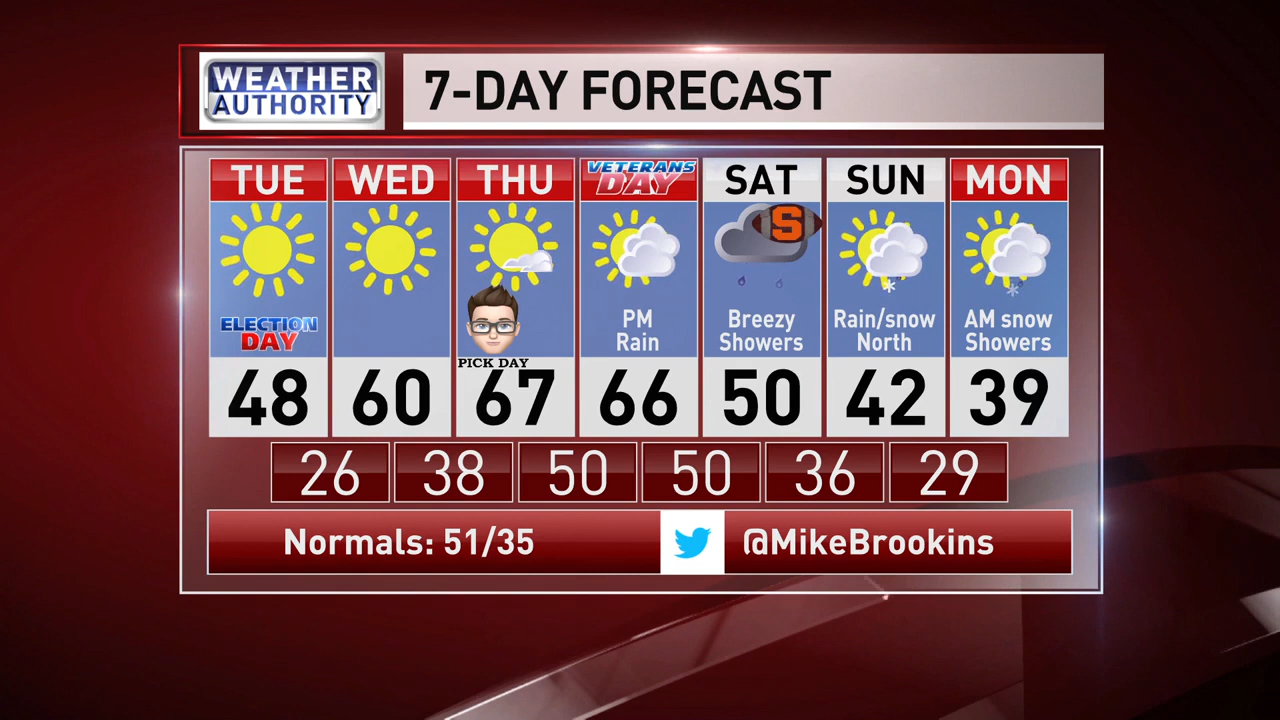 WEATHER
AUTHORITY
7-DAY FORECAST
TUE WED THU VETERANS DAY SAT SUN MON
S
ELECTION
DAY
PM
Rain
Breezy
Showers
Rain/snow
North
AM snow
Showers
PICK DAY
48 60 67 66 50 42 39
26 38 50 50 36 29
Normals: 51/35 @MikeBrookins